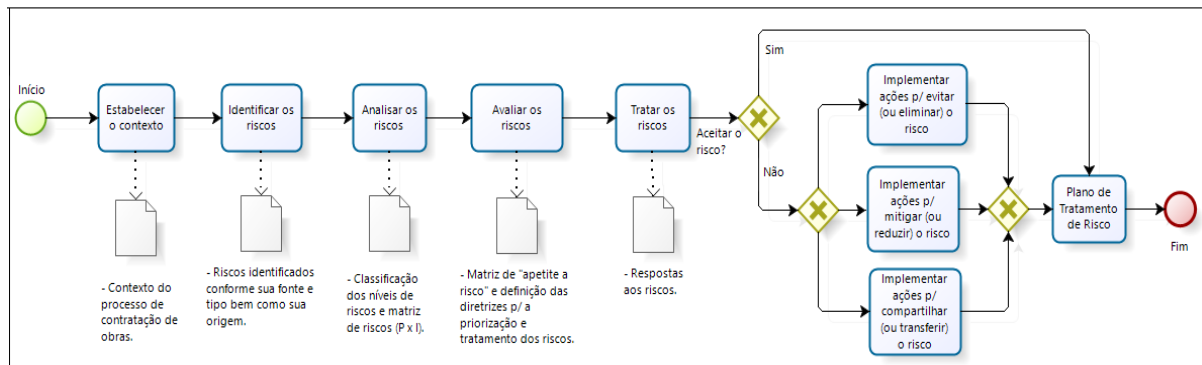 Início
Estabelecer
o contexto
Identificar os
riscos
Analisar os
riscos
Avaliar os
riscos
Tratar os
riscos
Aceitar o
risco?
Sim
Não
Implementar
ações p/ evitar
(ou eliminar) o
risco
Implementar
ações p/
mitigar (ou
reduzir) o risco
Implementar
ações p/
compartilhar
(ou transferir)
o risco
Plano de
Tratamento
de Risco
Fim
- Contexto do
processo de
contratação de
obras.
- Riscos identificados
conforme sua fonte e
tipo bem como sua
origem.
- Classificação
dos níveis de
riscos e matriz
de riscos (P x I).
- Matriz de "apetite a
risco" e definição das
diretrizes p/ a
priorização e
tratamento dos riscos.
- Respostas
aos riscos.